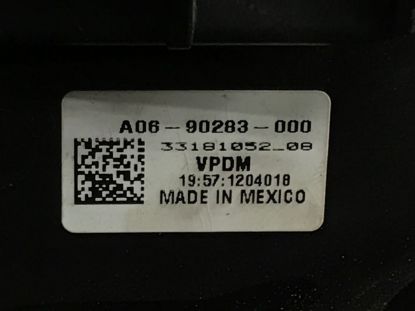 A06-90283-000
33181052_08
VPDM
19:57:1204018
MADE IN MEXICO